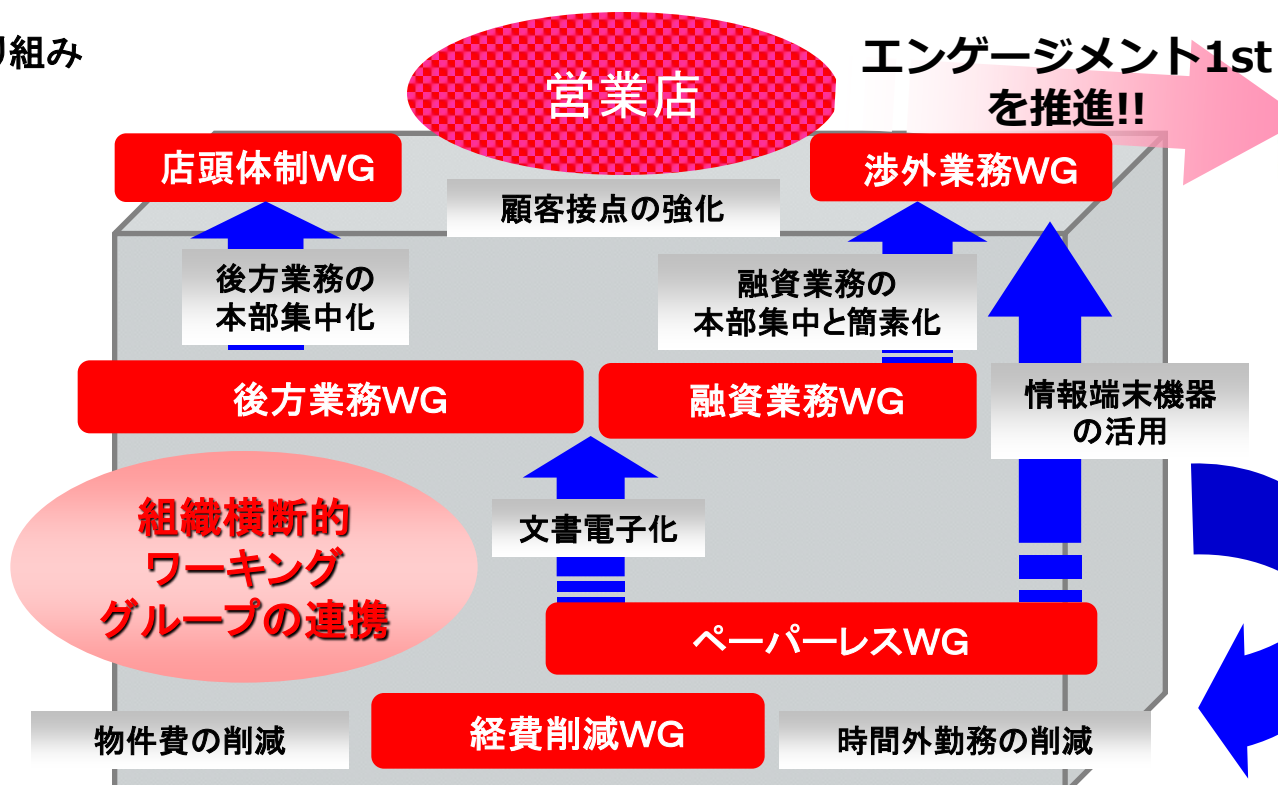 り組み
営業店
エンゲージメント1st
を推進!!
店頭体制WG
渉外業務WG
顧客接点の強化
後方業務の
本部集中化
融資業務の
本部集中と簡素化
後方業務WG
融資業務WG
情報端末機器
の活用
組織横断的
ワーキング
グループの連携
文書電子化
ペーパーレスWG
物件費の削減
経費削減WG
時間外勤務の削減